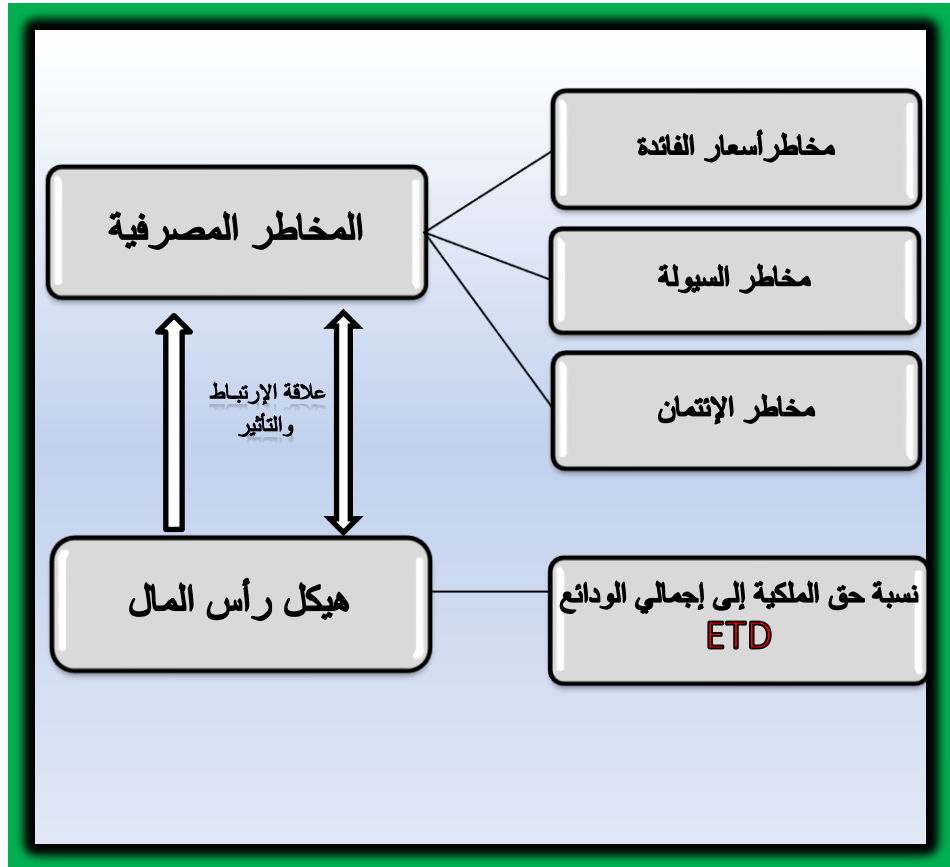 مخاطرأسعار الفائدة
المخاطر المصرفية
مخاطر السيولة
مخاطر الإئتمان
علاقة الإرتباط
والتأثير
هيكل رأس المال
نسبة حق الملكية إلى إجمالي الودائع
ETD